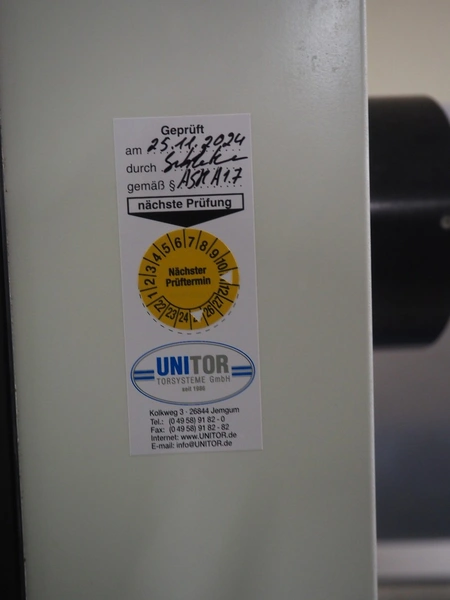 Geprüft
am 25.11.2024
durch
gemäß § ASR A1.7
nächste Prüfung
1 2 3 4 5 6 7 8 9 10 12
Nächster
Prüftermin
22 23 24 26 27
UNITOR
TORSYSTEME GmbH
seit 1986
Kolkweg 3 · 26844 Jemgum
Tel.: (0 49 58) 91 82 - 0
Fax: (0 49 58) 91 82 - 82
Internet: www.UNITOR.de
E-mail: info@UNITOR.de